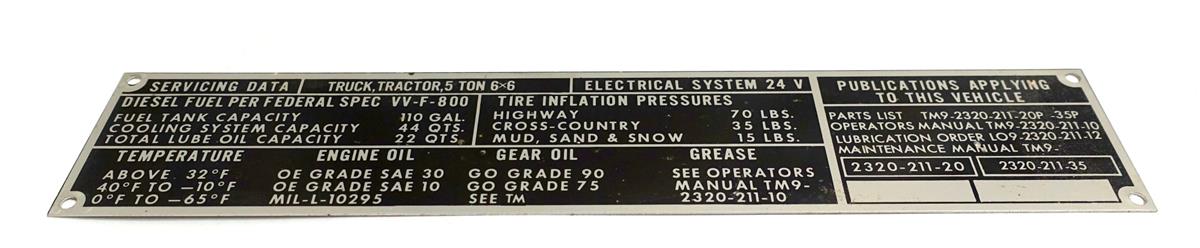 SERVICING DATA TRUCK, TRACTOR, 5 TON 6×6 ELECTRICAL SYSTEM 24 V
DIESEL FUEL PER FEDERAL SPEC VV-F-800
FUEL TANK CAPACITY 110 GAL.
COOLING SYSTEM CAPACITY 44 QTS.
TOTAL LUBE OIL CAPACITY 22 QTS.
TIRE INFLATION PRESSURES
HIGHWAY 70 LBS.
CROSS-COUNTRY 35 LBS.
MUD, SAND & SNOW 15 LBS.
TEMPERATURE ENGINE OIL GEAR OIL GREASE
ABOVE 32°F OE GRADE SAE 30 GO GRADE 90 SEE OPERATORS
40°F TO —10°F OE GRADE SAE 10 GO GRADE 75 MANUAL TM9-
0°F TO —65°F MIL-L-10295 SEE TM 2320-211-10
PUBLICATIONS APPLYING
TO THIS VEHICLE
PARTS LIST TM9-2320-211-20P -35P
OPERATORS MANUAL TM9-2320-211-10
LUBRICATION ORDER LO9-2320-211-12
MAINTENANCE MANUAL TM9-
2320-211-20 2320-211-35